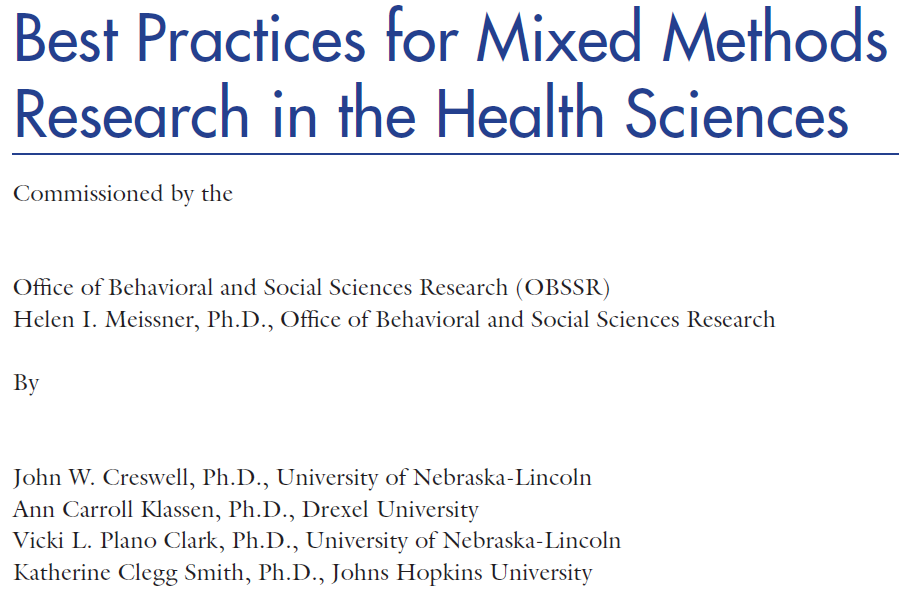 Best Practices for Mixed Methods
Research in the Health Sciences
Commissioned by the
Office of Behavioral and Social Sciences Research (OBSSR)
Helen I. Meissner, Ph.D., Office of Behavioral and Social Sciences Research
By
John W. Creswell, Ph.D., University of Nebraska-Lincoln
Ann Carroll Klassen, Ph.D., Drexel University
Vicki L. Plano Clark, Ph.D., University of Nebraska-Lincoln
Katherine Clegg Smith, Ph.D., Johns Hopkins University